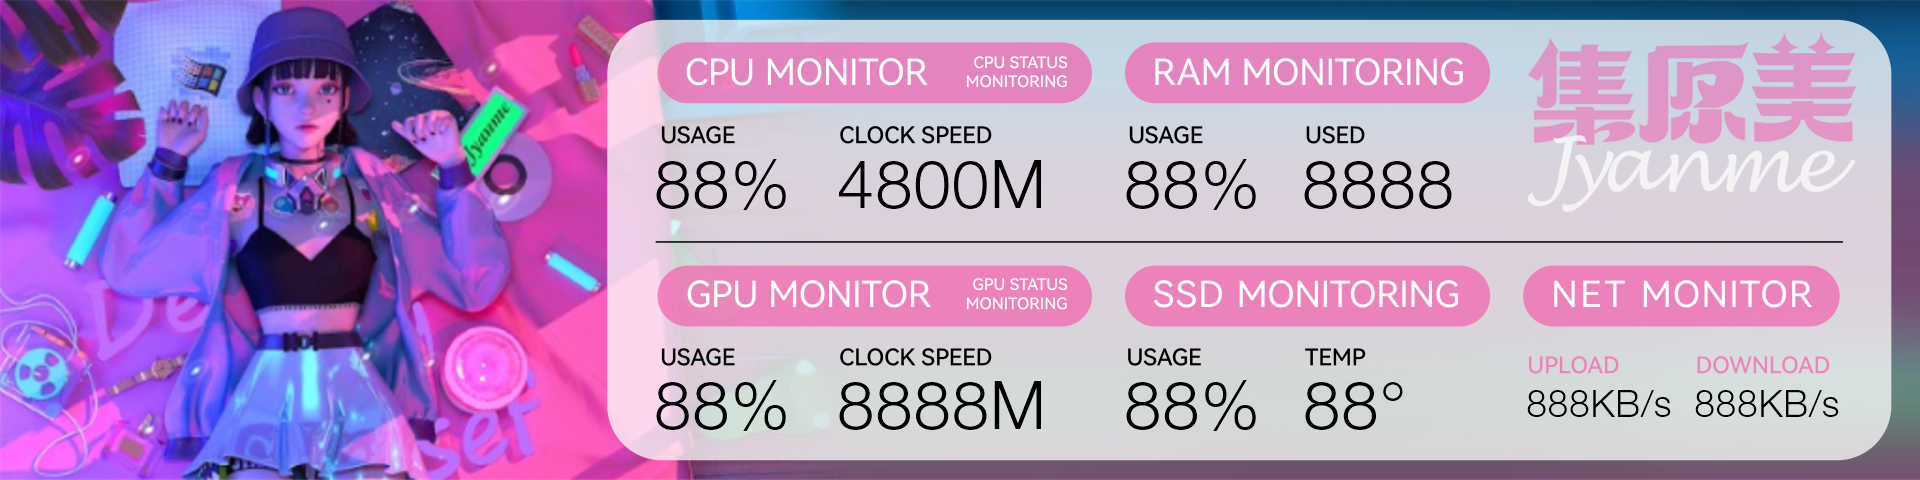 CPU MONITOR
CPU STATUS
MONITORING
RAM MONITORING
集原美
Jyanme
USAGE
CLOCK SPEED
USAGE
USED
88%
4800M
88%
8888
GPU MONITOR
GPU STATUS
MONITORING
SSD MONITORING
NET MONITOR
USAGE
CLOCK SPEED
USAGE
TEMP
UPLOAD
DOWNLOAD
88%
8888M
88%
88°
888KB/s
888KB/s
Jyanme